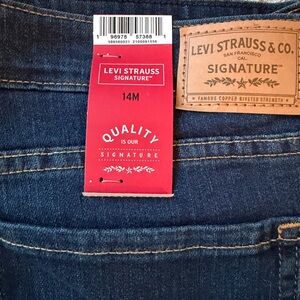 1 96978 57388 1
LEVI STRAUSS
SIGNATURE™
14M
QUALITY
IS OUR
SIGNATURE
LEVI STRAUSS & CO.
SAN FRANCISCO
CAL.
SIGNATURE™
FAMOUS COPPER RIVETED STRENGTH